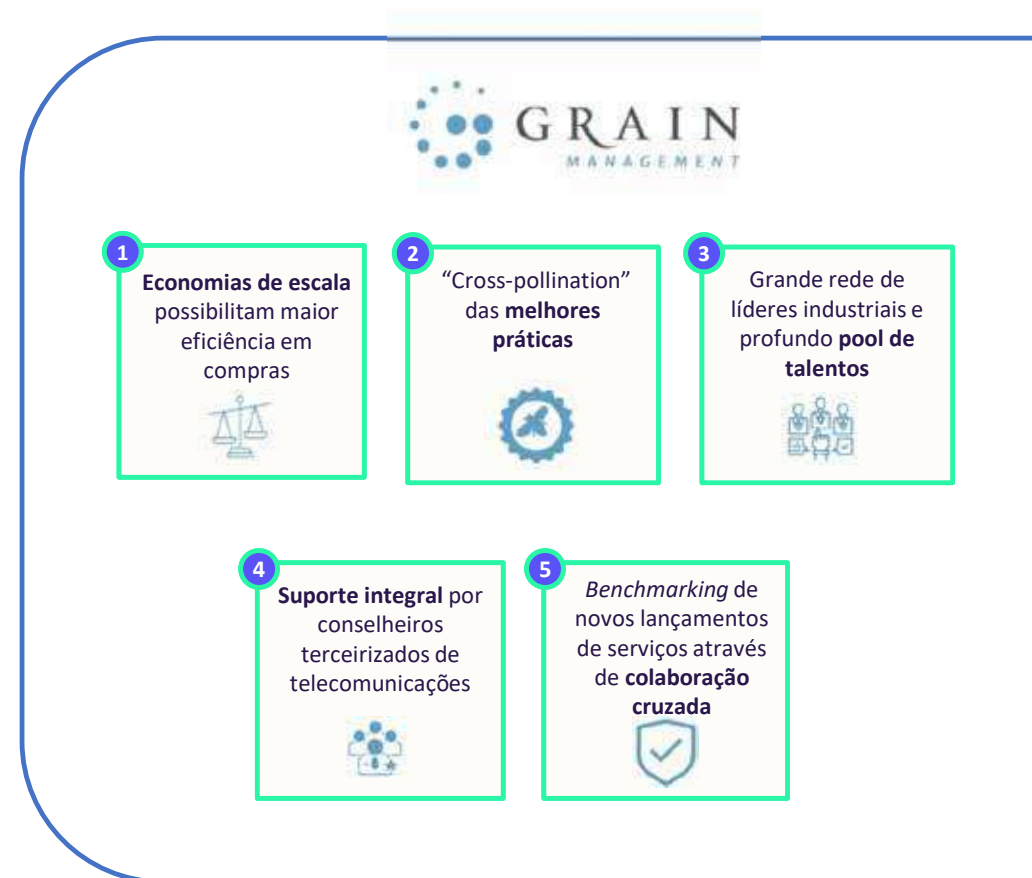 GRAIN
MANAGEMENT
1
Economias de escala
possibilitam maior
eficiência em
compras
2
“Cross-pollination”
das melhores
práticas
3
Grande rede de
líderes industriais e
profundo pool de
talentos
4
Suporte integral por
conselheiros
terceirizados de
telecomunicações
5
Benchmarking de
novos lançamentos
de serviços através
de colaboração
cruzada